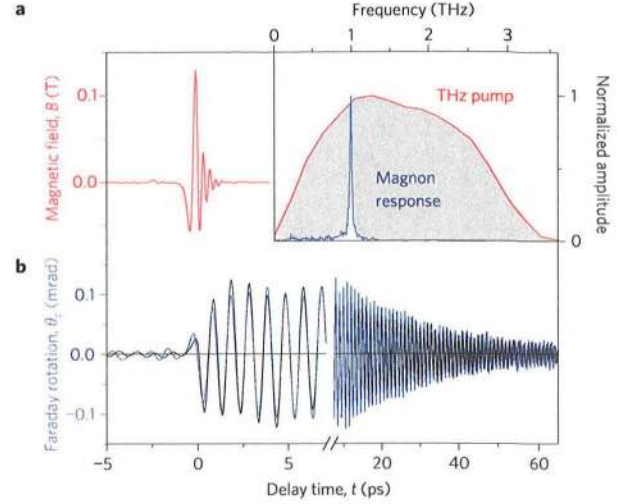 a
Frequency (THz)
0 1 2 3
Magnetic field, B (T)
0.1
0.0
THz pump
Magnon
response
1
0
Normalized amplitude
b
Faraday rotation, θ (mrad)
0.1
0.0
−0.1
−5 0 5 20 40 60
Delay time, t (ps)